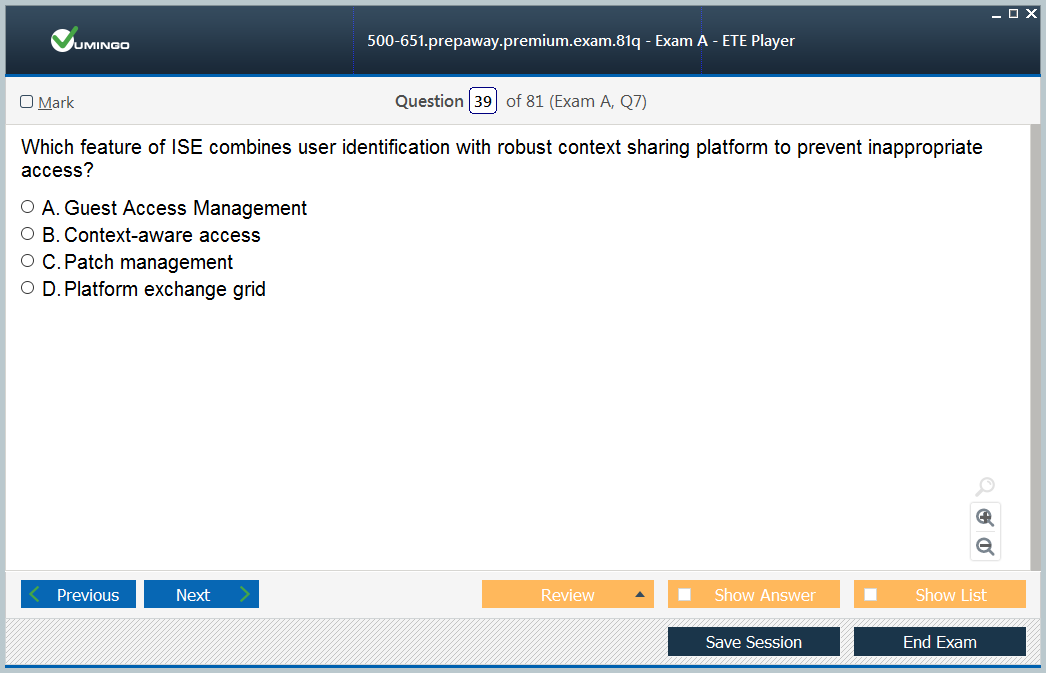 VUMINGO
500-651.prepaway.premium.exam.81q - Exam A - ETE Player
Mark
Question 39 of 81 (Exam A, Q7)
Which feature of ISE combines user identification with robust context sharing platform to prevent inappropriate
access?
A. Guest Access Management
B. Context-aware access
C. Patch management
D. Platform exchange grid
Previous
Next
Review
Show Answer
Show List
Save Session
End Exam